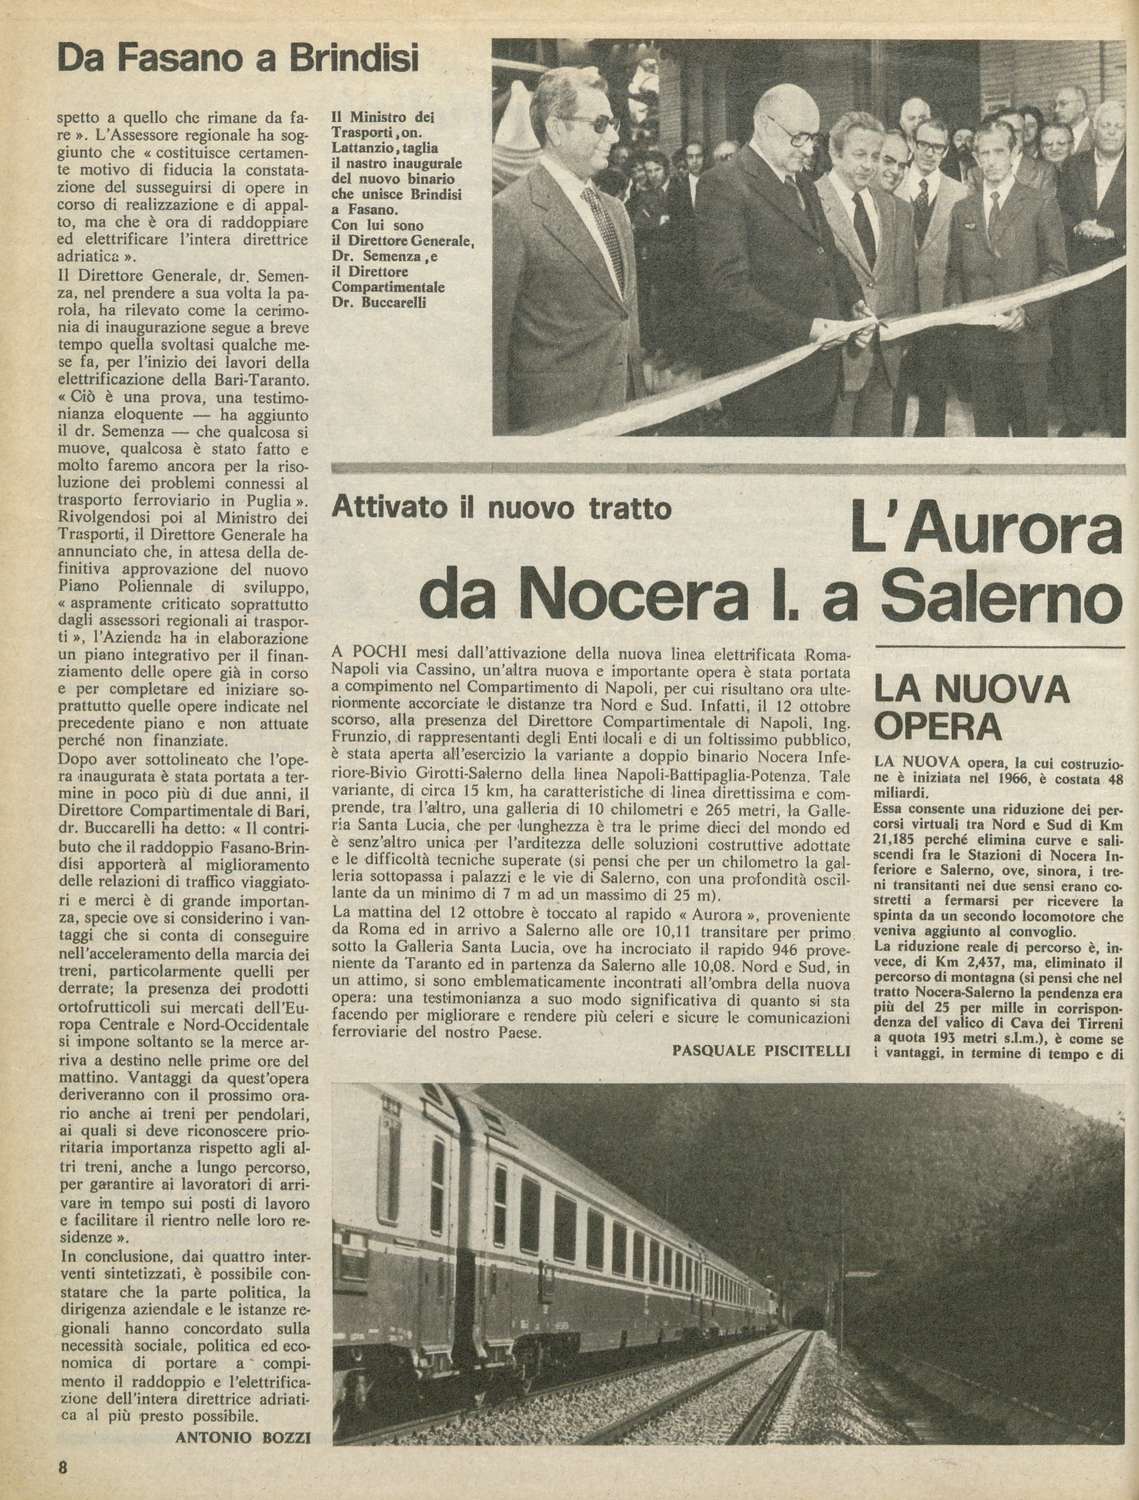 Da Fasano a Brindisi
spetto a quello che rimane da fa-
re ». L'Assessore regionale ha sog-
giunto che « costituisce certamen-
te motivo di fiducia la constata-
zione del susseguirsi di opere in
corso di realizzazione e di appal-
to, ma che è ora di raddoppiare
ed elettrificare l'intera direttrice
adriatica ».
Il Direttore Generale, dr. Semen-
za, nel prendere a sua volta la pa-
rola, ha rilevato come la cerimo-
nia di inaugurazione segue a breve
tempo quella svoltasi qualche me-
se fa, per l'inizio dei lavori della
elettrificazione della Bari-Taranto.
« Ciò è una prova, una testimo-
nianza eloquente — ha aggiunto
il dr. Semenza — che qualcosa si
muove, qualcosa è stato fatto e
molto faremo ancora per la riso-
luzione dei problemi connessi al
trasporto ferroviario in Puglia ».
Rivolgendosi poi al Ministro dei
Trasporti, il Direttore Generale ha
annunciato che, in attesa della de-
finitiva approvazione del nuovo
Piano Poliennale di sviluppo,
« aspramente criticato soprattutto
dagli assessori regionali ai traspor-
ti », l'Azienda ha in elaborazione
un piano integrativo per il finan-
ziamento delle opere già in corso
e per completare ed iniziare so-
prattutto quelle opere indicate nel
precedente piano e non attuate
perché non finanziate.
Dopo aver sottolineato che l'ope-
ra inaugurata è stata portata a ter-
mine in poco più di due anni, il
Direttore Compartimentale di Bari,
dr. Buccarelli ha detto: « Il contri-
buto che il raddoppio Fasano-Brin-
disi apporterà al miglioramento
delle relazioni di traffico viaggiato-
ri e merci è di grande importan-
za, specie ove si considerino i van-
taggi che si conta di conseguire
nell'acceleramento della marcia dei
treni, particolarmente quelli per
derrate; la presenza dei prodotti
ortofrutticoli sui mercati dell'Eu-
ropa Centrale e Nord-Occidentale
si impone soltanto se la merce ar-
riva a destino nelle prime ore del
mattino. Vantaggi da quest'opera
deriveranno con il prossimo ora-
rio anche ai treni per pendolari,
ai quali si deve riconoscere prio-
ritaria importanza rispetto agli al-
tri treni, anche a lungo percorso,
per garantire ai lavoratori di arri-
vare in tempo sui posti di lavoro
e facilitare il rientro nelle loro re-
sidenze ».
In conclusione, dai quattro inter-
venti sintetizzati, è possibile con-
statare che la parte politica, la
dirigenza aziendale e le istanze re-
gionali hanno concordato sulla
necessità sociale, politica ed eco-
nomica di portare a compi-
mento il raddoppio e l'elettrifica-
zione dell'intera direttrice adriati-
ca al più presto possibile.
ANTONIO BOZZI
Il Ministro dei
Trasporti, on.
Lattanzio, taglia
il nastro inaugurale
del nuovo binario
che unisce Brindisi
a Fasano.
Con lui sono
il Direttore Generale,
Dr. Semenza, e
il Direttore
Compartimentale
Dr. Buccarelli
Attivato il nuovo tratto
L'Aurora
da Nocera I. a Salerno
A POCHI mesi dall'attivazione della nuova linea elettrificata Roma-
Napoli via Cassino, un'altra nuova e importante opera è stata portata
a compimento nel Compartimento di Napoli, per cui risultano ora ulte-
riormente accorciate le distanze tra Nord e Sud. Infatti, il 12 ottobre
scorso, alla presenza del Direttore Compartimentale di Napoli, Ing.
Frunzio, di rappresentanti degli Enti locali e di un foltissimo pubblico,
è stata aperta all'esercizio la variante a doppio binario Nocera Infe-
riore-Bivio Girotti-Salerno della linea Napoli-Battipaglia-Potenza. Tale
variante, di circa 15 km, ha caratteristiche di linea direttissima e com-
prende, tra l'altro, una galleria di 10 chilometri e 265 metri, la Galle-
ria Santa Lucia, che per lunghezza è tra le prime dieci del mondo ed
è senz'altro unica per l'arditezza delle soluzioni costruttive adottate
e le difficoltà tecniche superate (si pensi che per un chilometro la gal-
leria sottopassa i palazzi e le vie di Salerno, con una profondità oscil-
lante da un minimo di 7 m ad un massimo di 25 m).
La mattina del 12 ottobre è toccato al rapido « Aurora », proveniente
da Roma ed in arrivo a Salerno alle ore 10,11 transitare per primo
sotto la Galleria Santa Lucia, ove ha incrociato il rapido 946 prove-
niente da Taranto ed in partenza da Salerno alle 10,08. Nord e Sud, in
un attimo, si sono emblematicamente incontrati all'ombra della nuova
opera: una testimonianza a suo modo significativa di quanto si sta
facendo per migliorare e rendere più celeri e sicure le comunicazioni
ferroviarie del nostro Paese.
PASQUALE PISCITELLI
LA NUOVA
OPERA
LA NUOVA opera, la cui costruzio-
ne è iniziata nel 1966, è costata 48
miliardi.
Essa consente una riduzione dei per-
corsi virtuali tra Nord e Sud di Km
21,185 perché elimina curve e sali-
scendi fra le Stazioni di Nocera In-
feriore e Salerno, ove, sinora, i tre-
ni transitanti nei due sensi erano co-
stretti a fermarsi per ricevere la
spinta da un secondo locomotore che
veniva aggiunto al convoglio.
La riduzione reale di percorso è, in-
vece, di Km 2,437, ma, eliminato il
percorso di montagna (si pensi che nel
tratto Nocera-Salerno la pendenza era
più del 25 per mille in corrispon-
denza del valico di Cava dei Tirreni
a quota 193 metri s.l.m.), è come se
i vantaggi, in termine di tempo e di
8